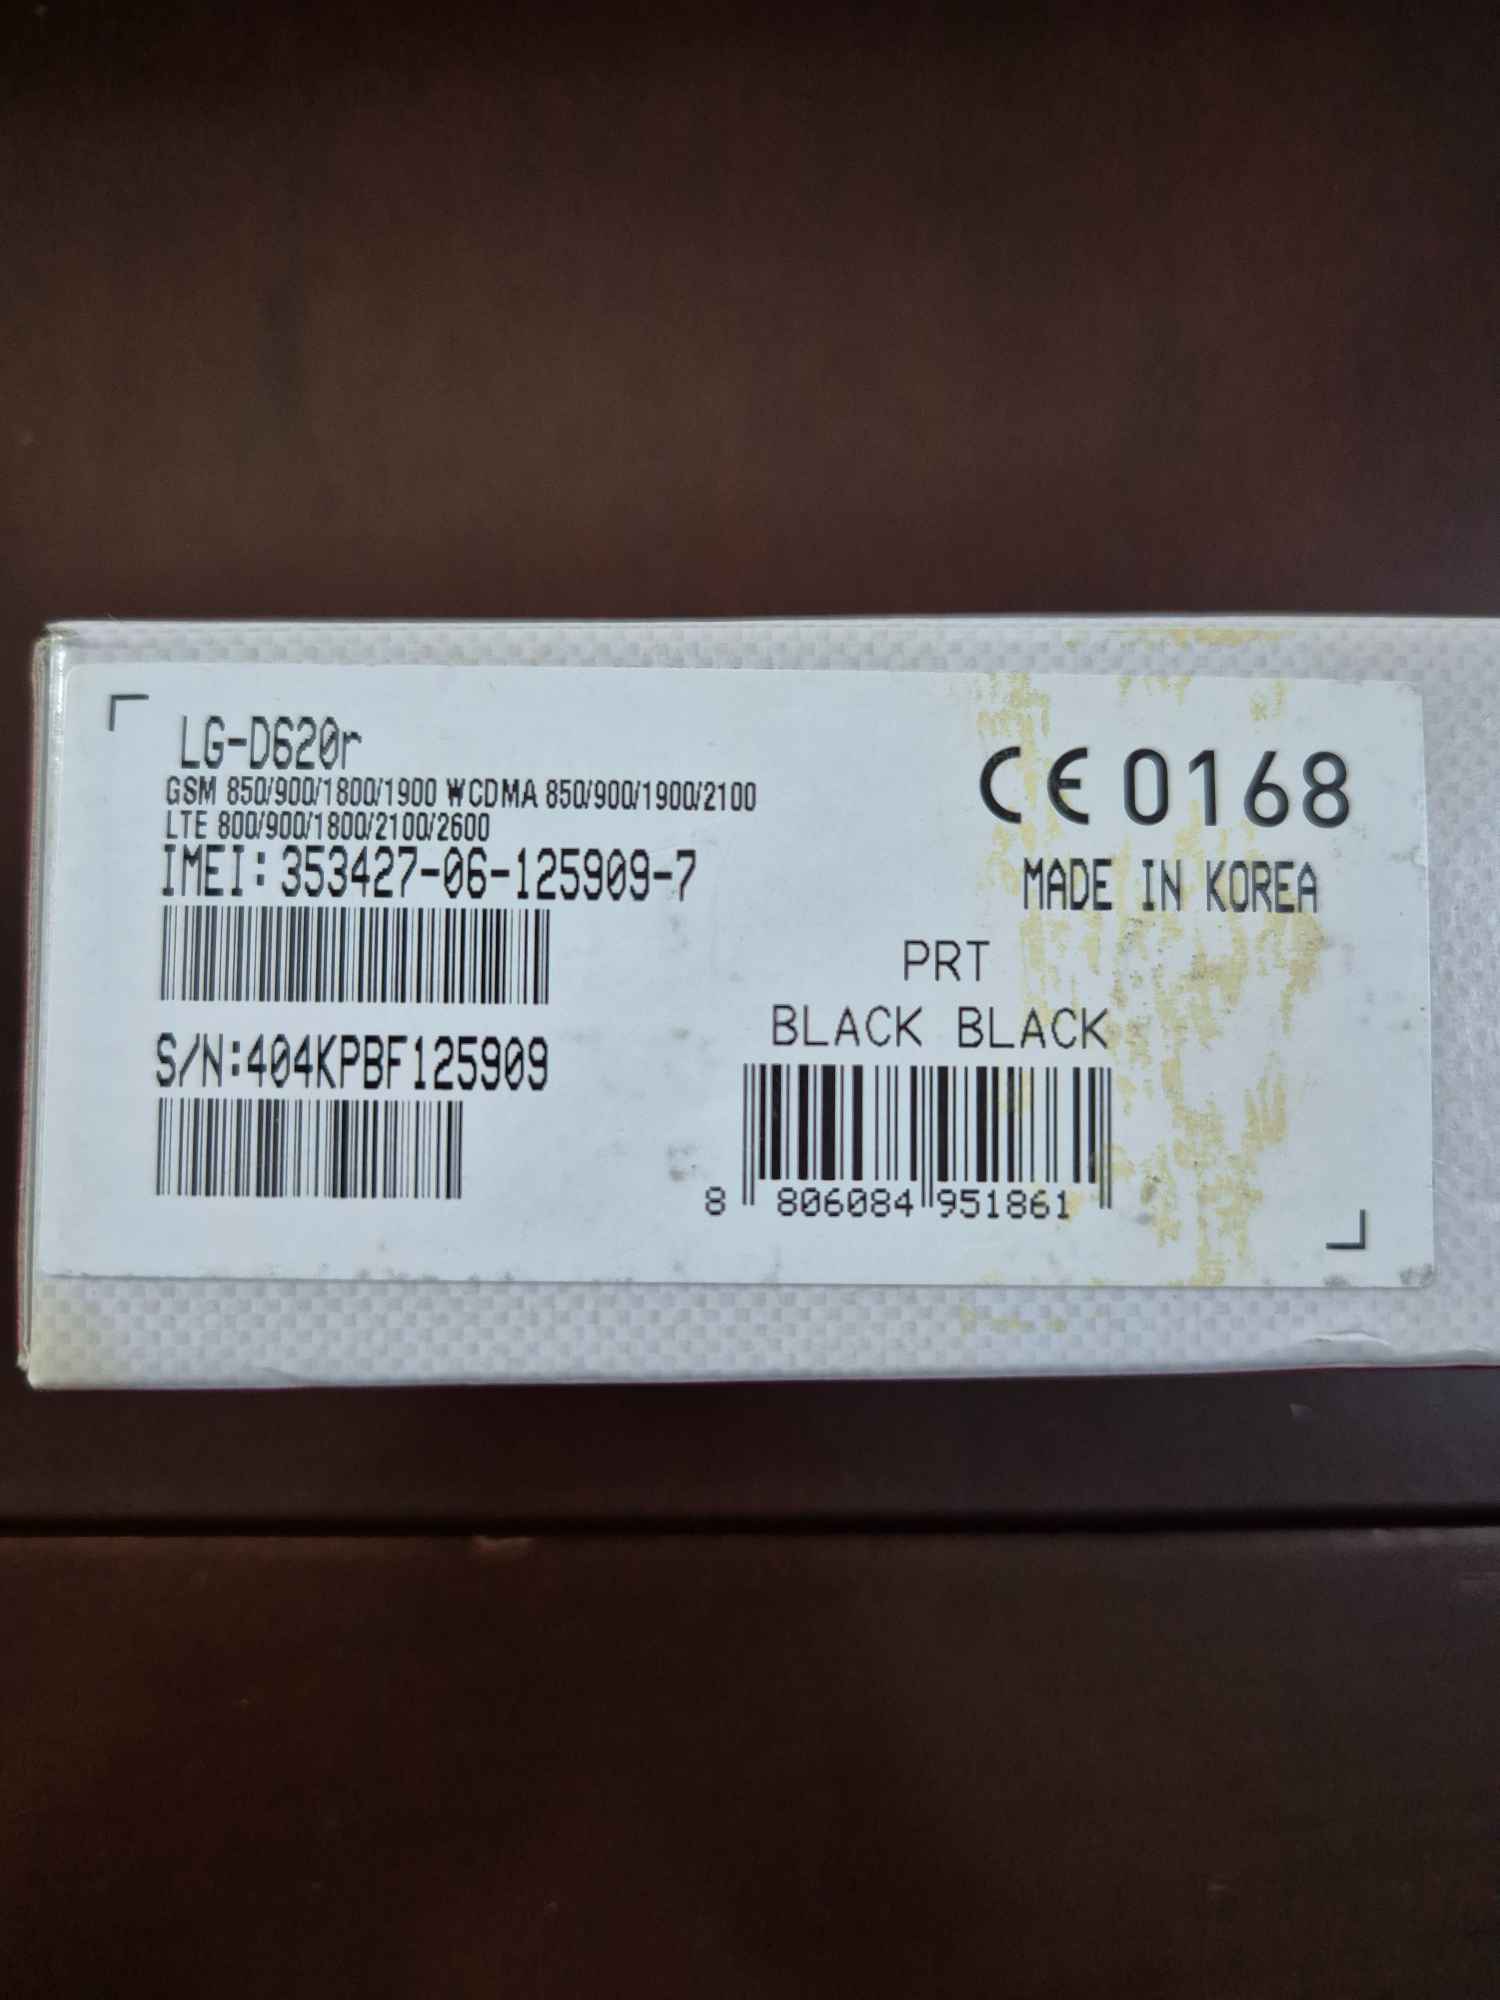 LG-D620r
GSM 850/900/1800/1900 WCDMA 850/900/1900/2100
LTE 800/900/1800/2100/2600
IMEI: 353427-06-125909-7
S/N:404KPBF125909
CE 0168
MADE IN KOREA
PRT
BLACK BLACK
8 806084 951861